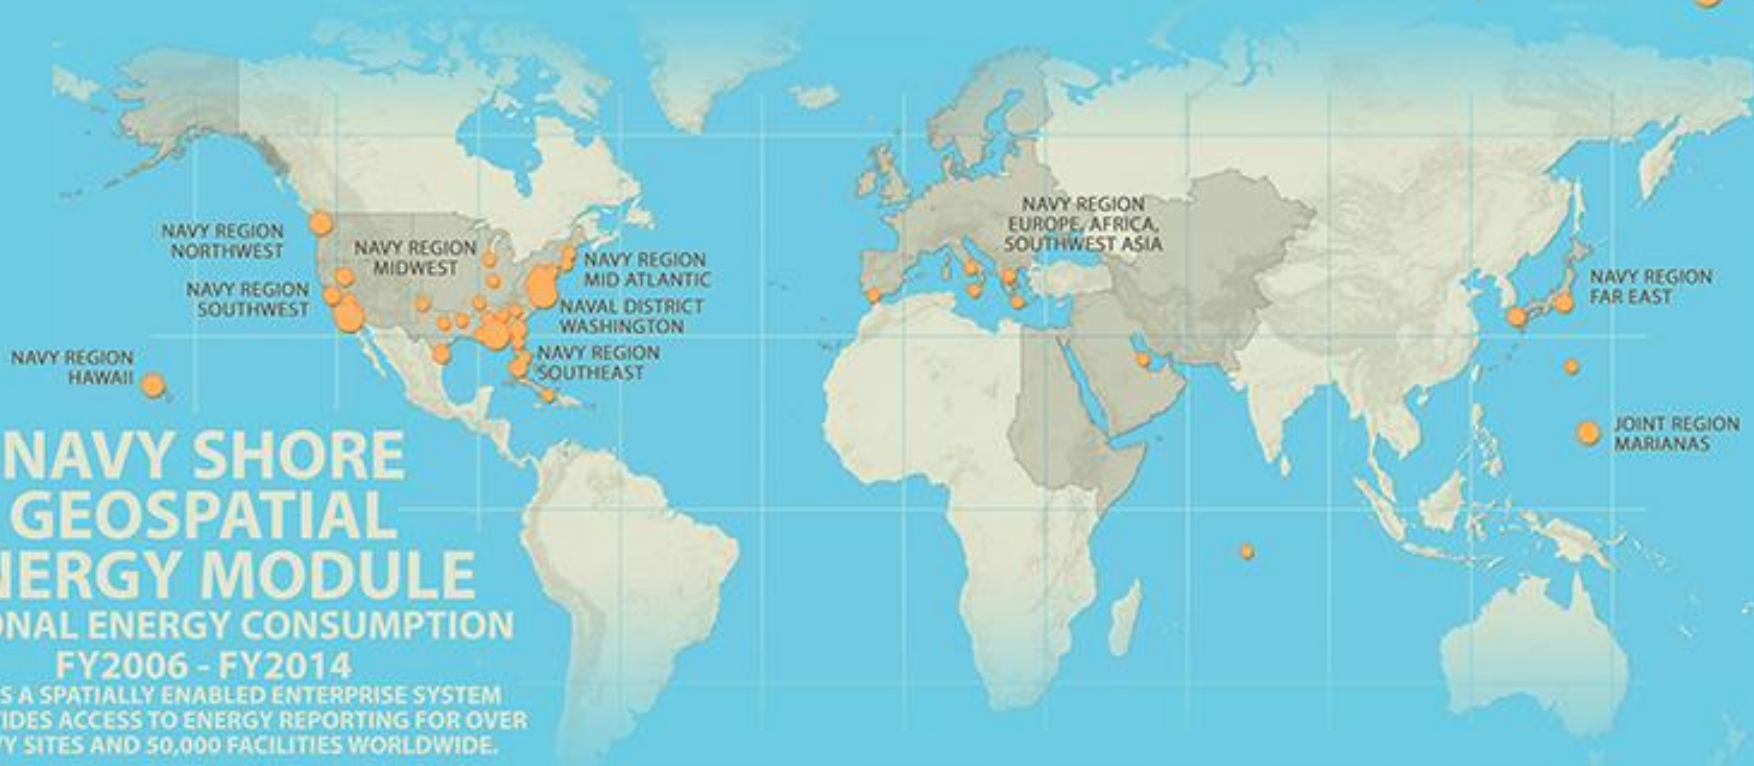 NAVY REGION
NORTHWEST
NAVY REGION
MIDWEST
NAVY REGION
MID ATLANTIC
NAVAL DISTRICT
WASHINGTON
NAVY REGION
SOUTHWEST
NAVY REGION
SOUTHEAST
NAVY REGION
HAWAII
NAVY REGION
EUROPE, AFRICA,
SOUTHWEST ASIA
NAVY REGION
FAR EAST
JOINT REGION
MARIANAS
NAVY SHORE
GEOSPATIAL
NERGY MODULE
ONAL ENERGY CONSUMPTION
FY2006 - FY2014
S A SPATIALLY ENABLED ENTERPRISE SYSTEM
IDES ACCESS TO ENERGY REPORTING FOR OVER
Y SITES AND 50,000 FACILITIES WORLDWIDE.